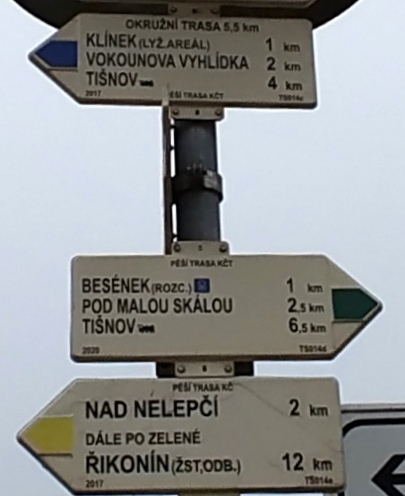 OKRUŽNÍ TRASA 5,5 km
KLÍNEK (LYŽ.AREÁL) 1 km
VOKOUNOVA VYHLÍDKA 2 km
TIŠNOV 4 km
2017 PĚŠÍ TRASA KČT TS014c
PĚŠÍ TRASA KČT
BESÉNEK (ROZC.) 1 km
POD MALOU SKÁLOU 2,5 km
TIŠNOV 6,5 km
2020 TS014d
PĚŠÍ TRASA KČ
NAD NELEPČÍ 2 km
DÁLE PO ZELENÉ
ŘIKONÍN (ŽST,ODB.) 12 km
2017 TS014e